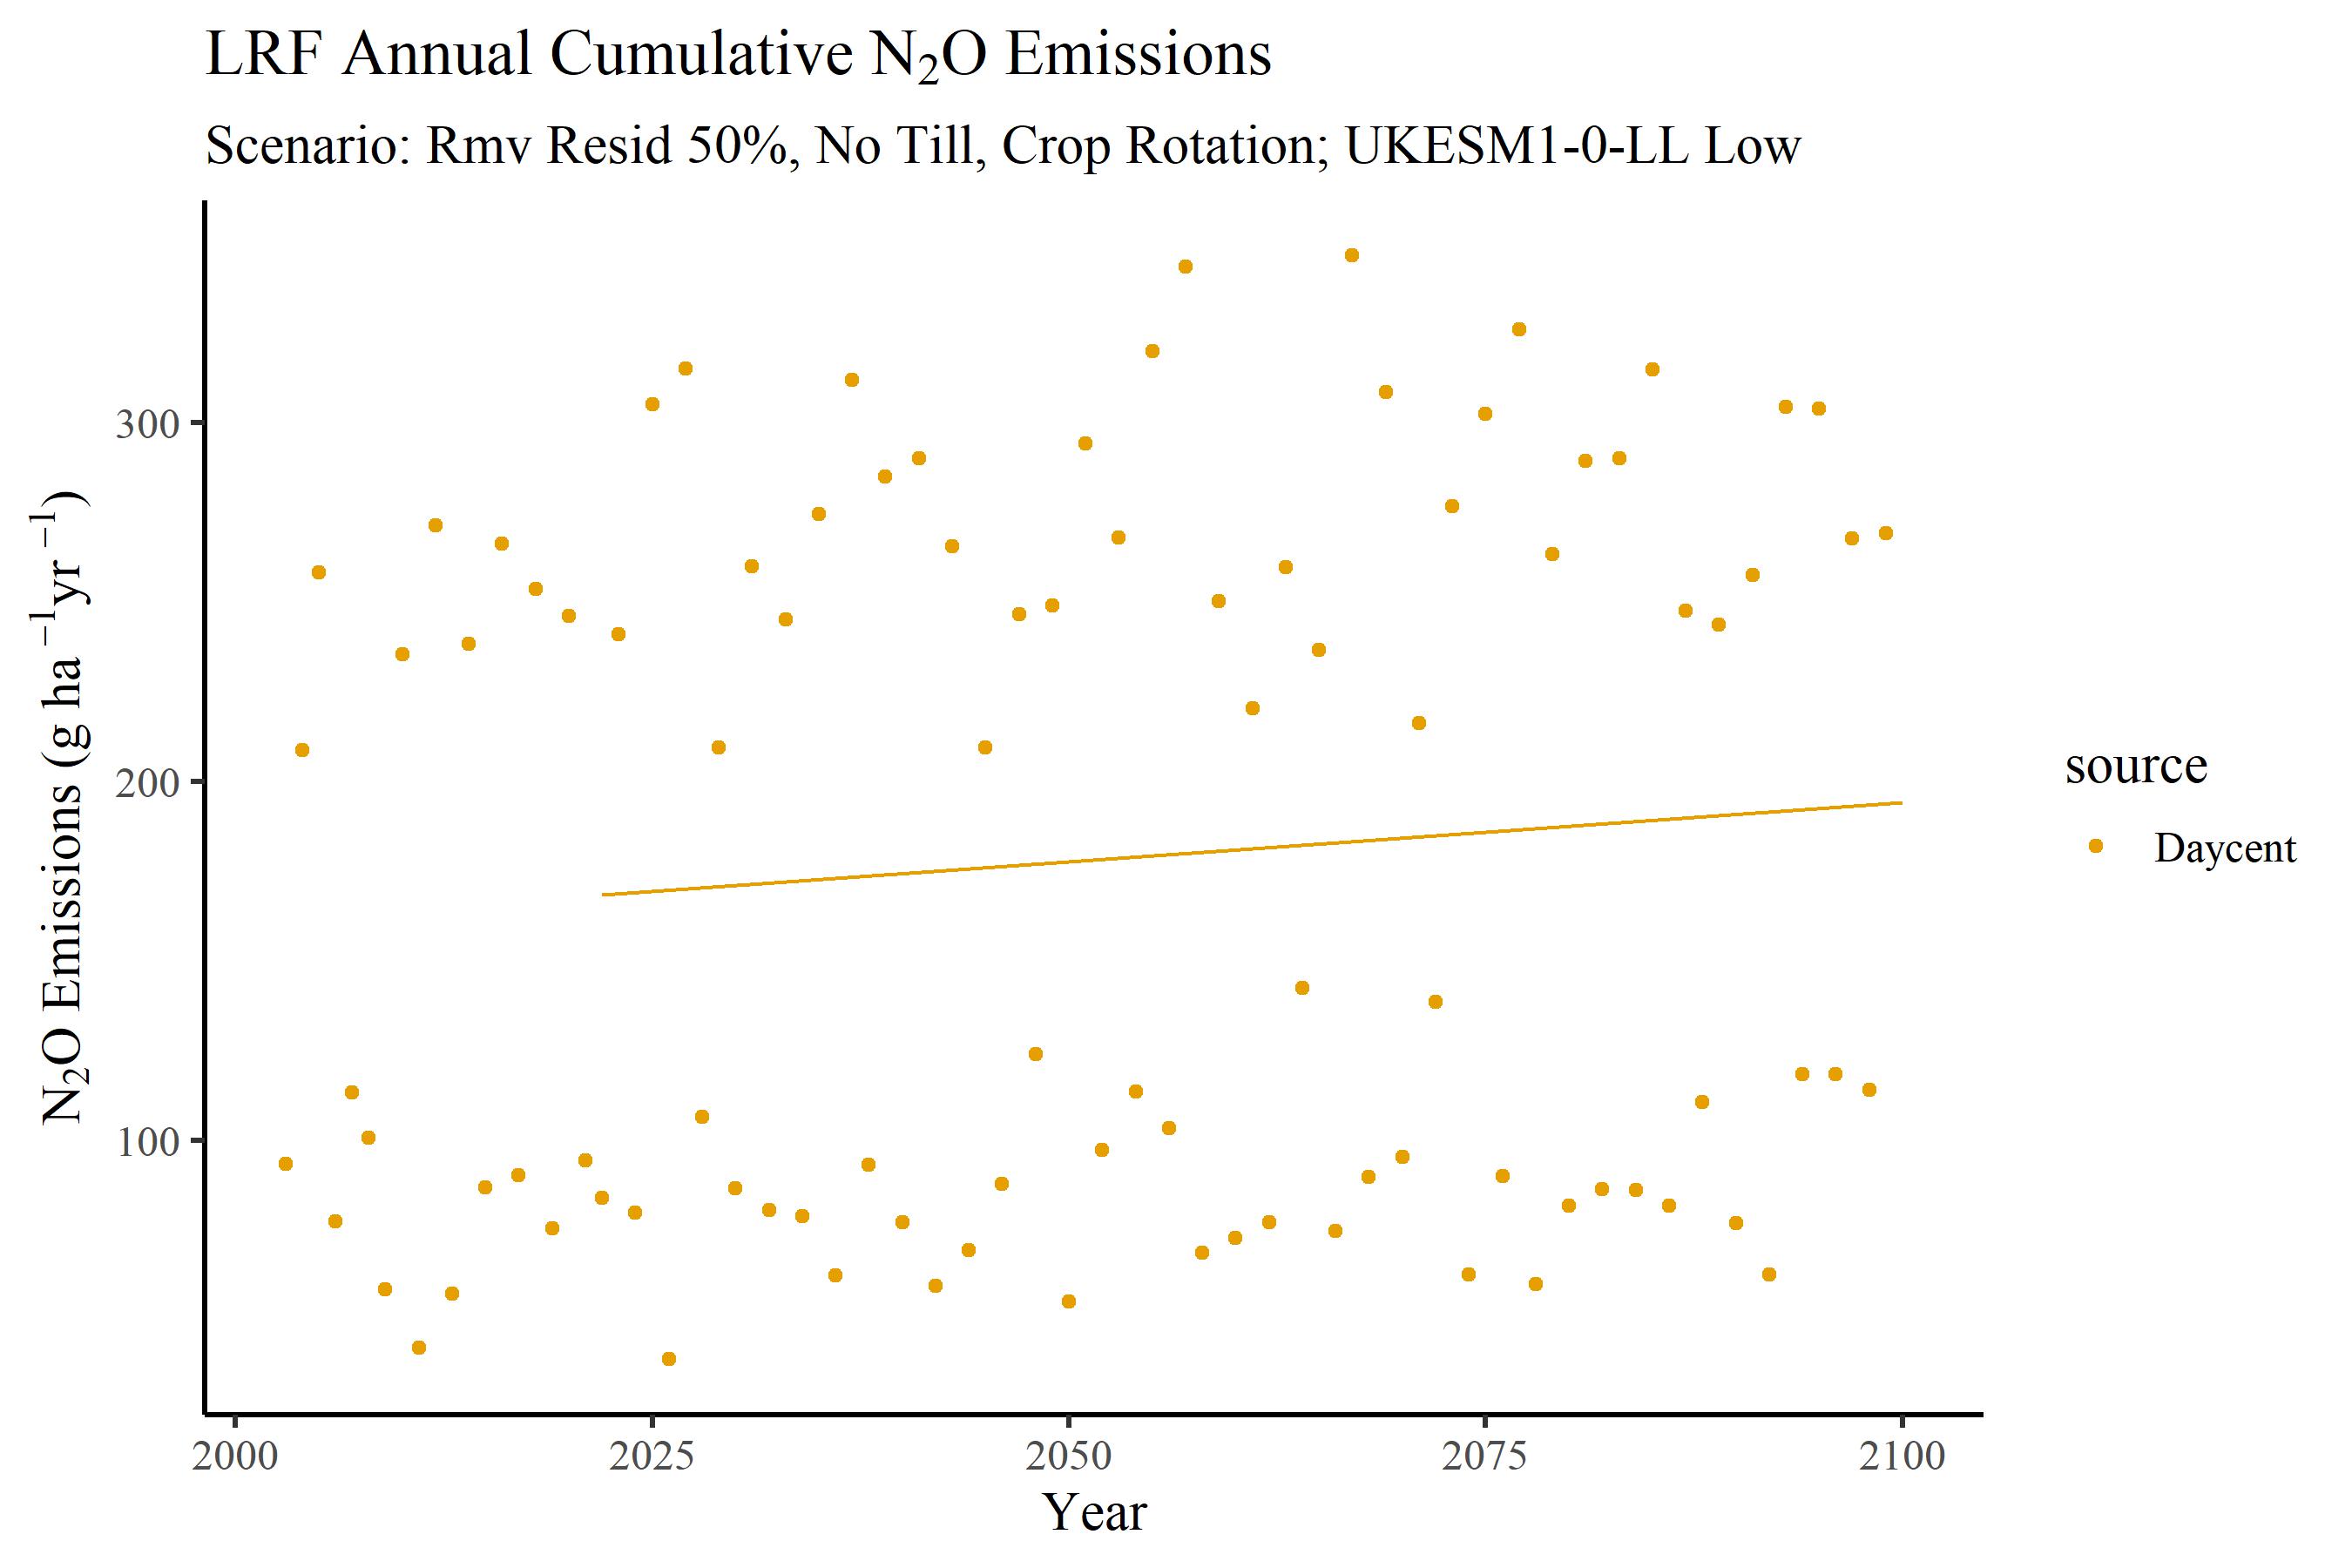 LRF Annual Cumulative N₂O Emissions
Scenario: Rmv Resid 50%, No Till, Crop Rotation; UKESM1-0-LL Low
N₂O Emissions (g ha ⁻¹yr ⁻¹)
300
200
100
2000 2025 2050 2075 2100
Year
source
Daycent